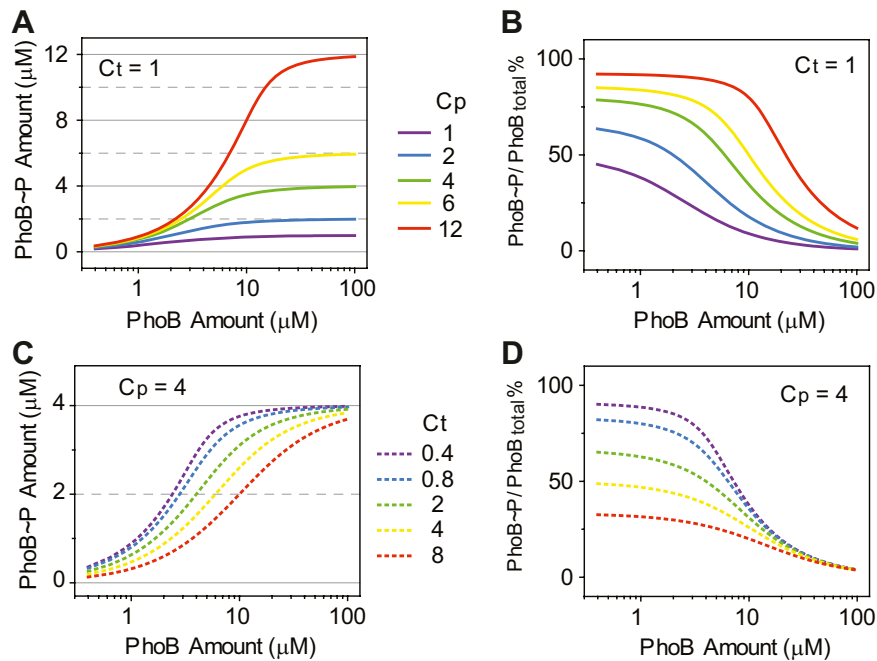 A
PhoB~P Amount (μM)
12
8
4
0
Ct = 1
1
10
100
PhoB Amount (μM)
Cp
1
2
4
6
12
B
PhoB~P/ PhoB total %
100
50
0
Ct = 1
1
10
100
PhoB Amount (μM)
C
PhoB~P Amount (μM)
4
2
0
Cp = 4
1
10
100
PhoB Amount (μM)
Ct
0.4
0.8
2
4
8
D
PhoB~P/ PhoB total %
100
50
0
Cp = 4
1
10
100
PhoB Amount (μM)